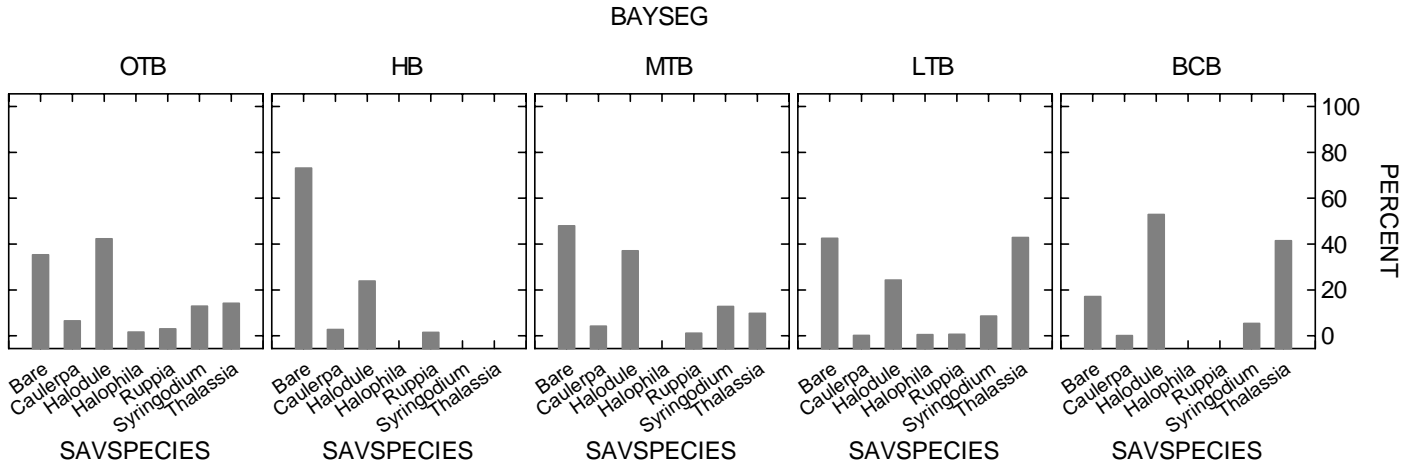 BAYSEG
OTB HB MTB LTB BCB
100
80
60
40
20
0
PERCENT
Bare Caulerpa Halodule Halophila Ruppia Syringodium Thalassia
Bare Caulerpa Halodule Halophila Ruppia Syringodium Thalassia
Bare Caulerpa Halodule Halophila Ruppia Syringodium Thalassia
Bare Caulerpa Halodule Halophila Ruppia Syringodium Thalassia
Bare Caulerpa Halodule Halophila Ruppia Syringodium Thalassia
SAVSPECIES SAVSPECIES SAVSPECIES SAVSPECIES SAVSPECIES